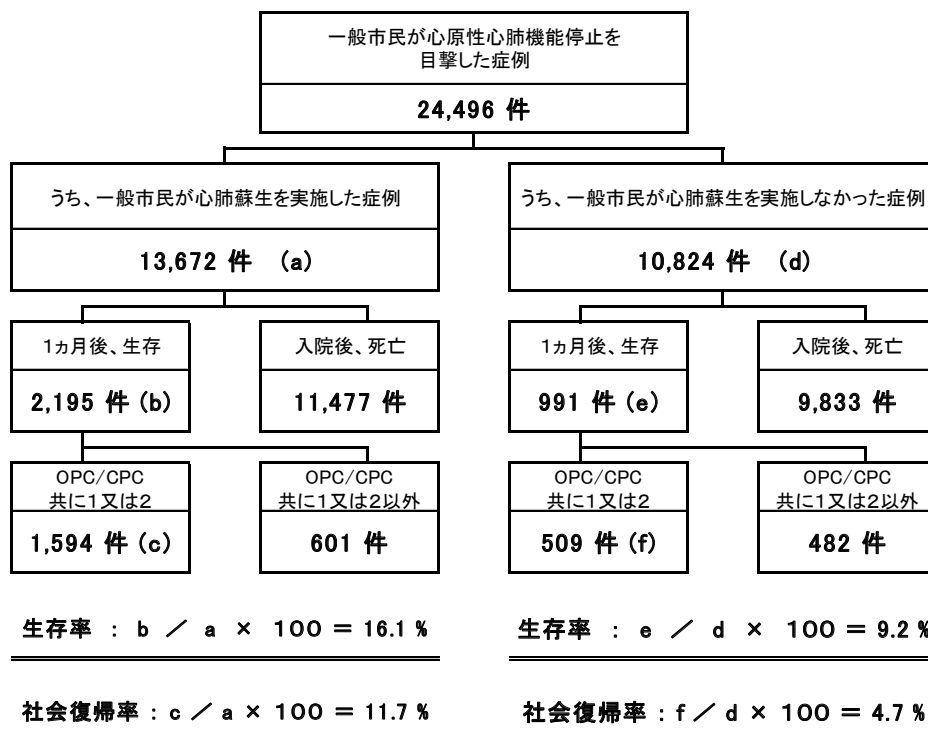 一般市民が心原性心肺機能停止を
目撃した症例
24,496 件
うち、一般市民が心肺蘇生を実施した症例
13,672 件 (a)
うち、一般市民が心肺蘇生を実施しなかった症例
10,824 件 (d)
1ヵ月後、生存
2,195 件 (b)
入院後、死亡
11,477 件
1ヵ月後、生存
991 件 (e)
入院後、死亡
9,833 件
OPC/CPC
共に1又は2
1,594 件 (c)
OPC/CPC
共に1又は2以外
601 件
OPC/CPC
共に1又は2
509 件 (f)
OPC/CPC
共に1又は2以外
482 件
生存率 : b / a × 100 = 16.1 %
生存率 : e / d × 100 = 9.2 %
社会復帰率 : c / a × 100 = 11.7 %
社会復帰率 : f / d × 100 = 4.7 %